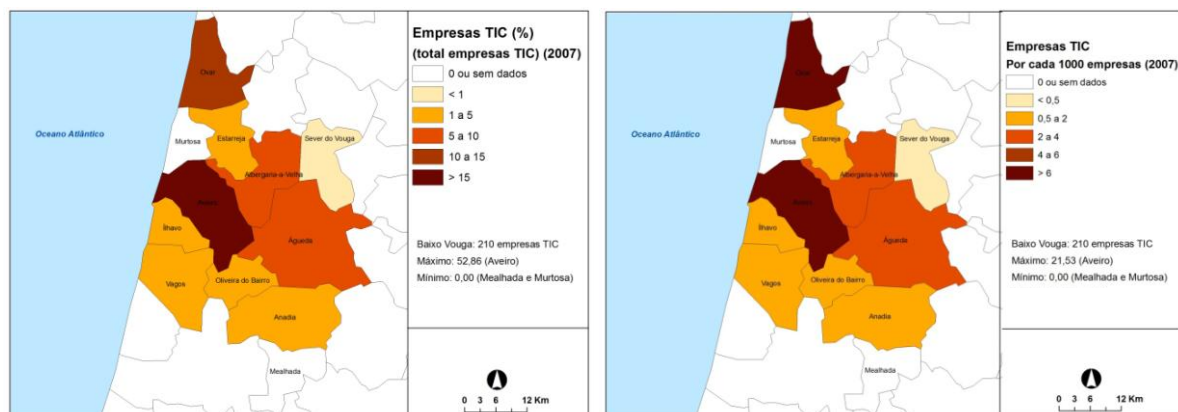 Empresas TIC (%)
(total empresas TIC) (2007)
0 ou sem dados
< 1
1 a 5
5 a 10
10 a 15
> 15
Baixo Vouga: 210 empresas TIC
Máximo: 52,86 (Aveiro)
Mínimo: 0,00 (Mealhada e Murtosa)
0 3 6 12 Km
Oceano Atlântico
Ovar
Estarreja
Murtosa
Sever do Vouga
Albergaria-a-Velha
Aveiro
Ílhavo
Águeda
Vagos
Oliveira do Bairro
Anadia
Mealhada
Empresas TIC
Por cada 1000 empresas (2007)
0 ou sem dados
< 0,5
0,5 a 2
2 a 4
4 a 6
> 6
Baixo Vouga: 210 empresas TIC
Máximo: 21,53 (Aveiro)
Mínimo: 0,00 (Mealhada e Murtosa)
0 3 6 12 Km
Oceano Atlântico
Ovar
Estarreja
Murtosa
Sever do Vouga
Albergaria-a-Velha
Aveiro
Ílhavo
Águeda
Vagos
Oliveira do Bairro
Anadia
Mealhada